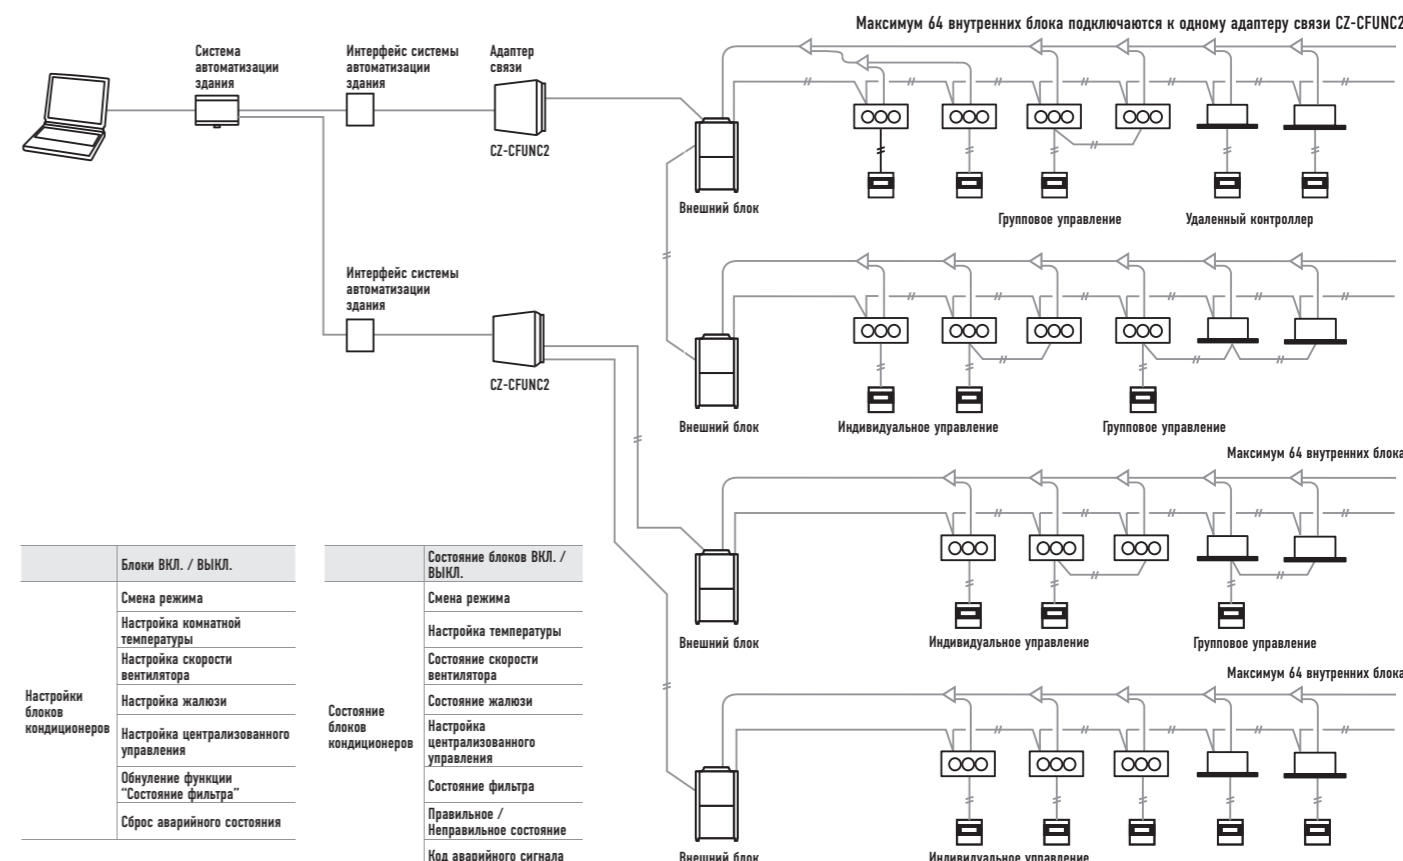 Максимум 64 внутренних блока подключаются к одному адаптеру связи CZ-CFUNC2
Система
автоматизации
здания
Интерфейс системы
автоматизации
здания
Адаптер
связи
CZ-CFUNC2
Внешний блок
Групповое управление
Удаленный контроллер
Интерфейс системы
автоматизации
здания
CZ-CFUNC2
Внешний блок
Индивидуальное управление
Групповое управление
Максимум 64 внутренних блока
Внешний блок
Индивидуальное управление
Групповое управление
Максимум 64 внутренних блока
Внешний блок
Индивидуальное управление
Блоки ВКЛ. / ВЫКЛ.
Настройки
блоков
кондиционеров
Смена режима
Настройка комнатной
температуры
Настройка скорости
вентилятора
Настройка жалюзи
Настройка централизованного
управления
Обнуление функции
"Состояние фильтра"
Сброс аварийного состояния
Состояние блоков ВКЛ. /
ВЫКЛ.
Состояние
блоков
кондиционеров
Смена режима
Настройка температуры
Состояние скорости
вентилятора
Состояние жалюзи
Настройка
централизованного
управления
Состояние фильтра
Правильное /
Неправильное состояние
Код аварийного сигнала